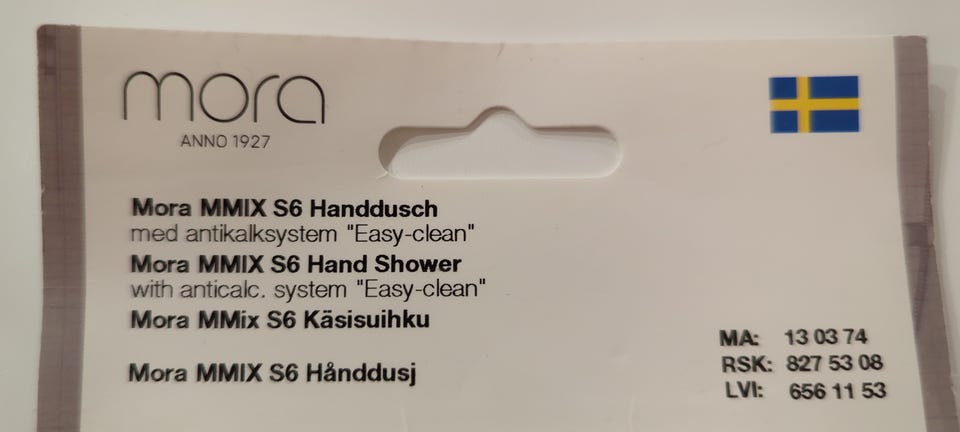 mora
ANNO 1927
Mora MMIX S6 Handdusch
med antikalksystem "Easy-clean"
Mora MMIX S6 Hand Shower
with anticalc. system "Easy-clean"
Mora MMix S6 Käsisuihku
Mora MMIX S6 Hånddusj
MA: 13 03 74
RSK: 827 53 08
LVI: 656 11 53